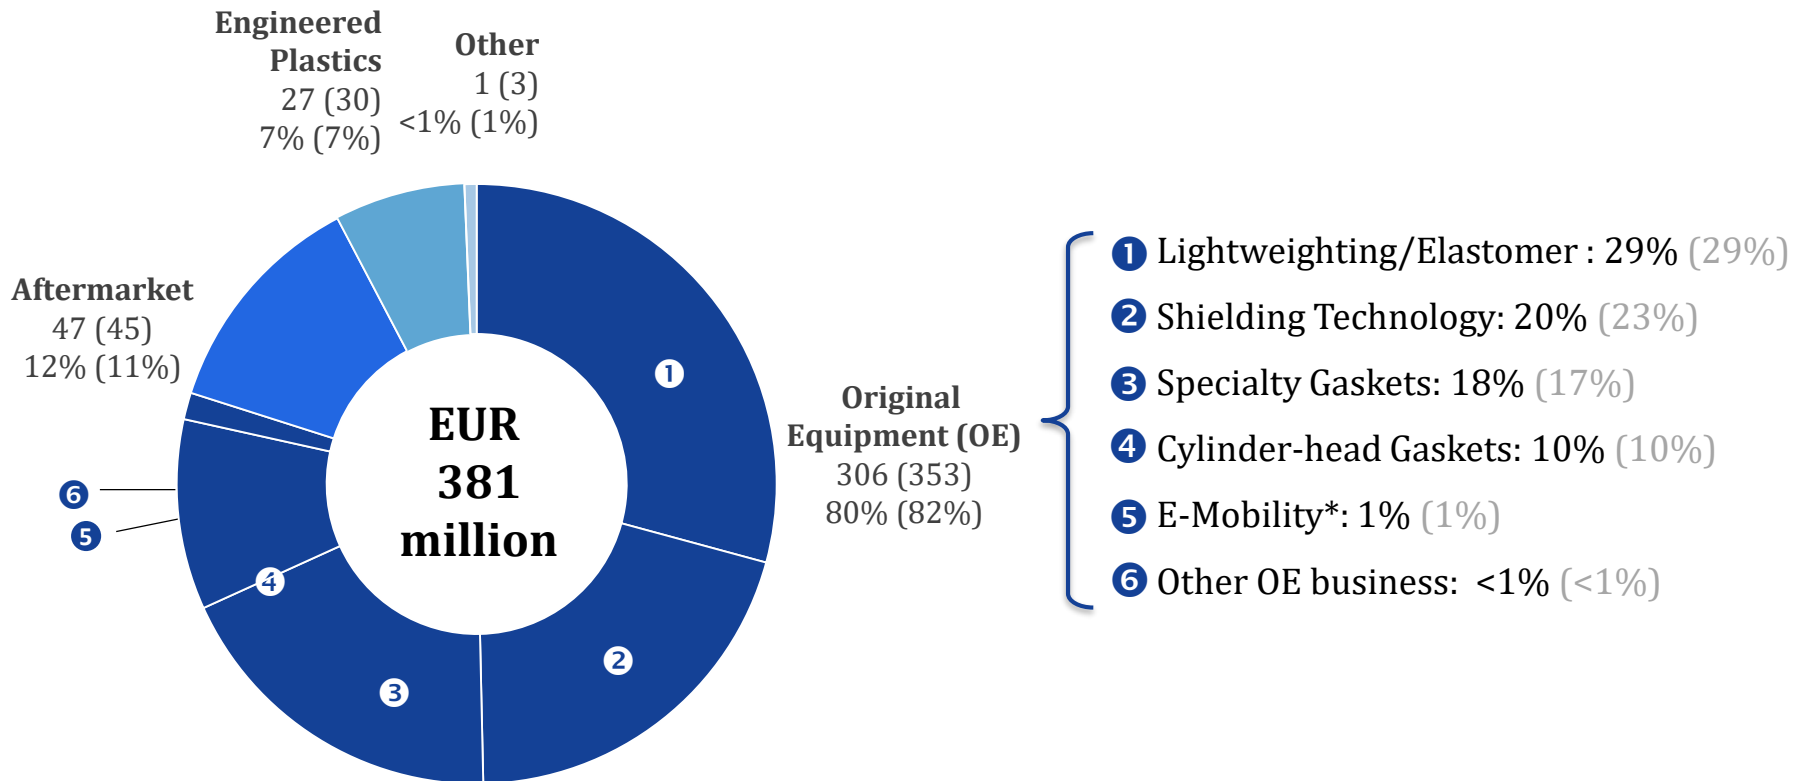 Engineered
Plastics
27 (30)
7% (7%)
Other
1 (3)
<1% (1%)
Aftermarket
47 (45)
12% (11%)
EUR
381
million
1
2
3
4
5
6
Original
Equipment (OE)
306 (353)
80% (82%)
1 Lightweighting/Elastomer : 29% (29%)
2 Shielding Technology: 20% (23%)
3 Specialty Gaskets: 18% (17%)
4 Cylinder-head Gaskets: 10% (10%)
5 E-Mobility*: 1% (1%)
6 Other OE business: <1% (<1%)